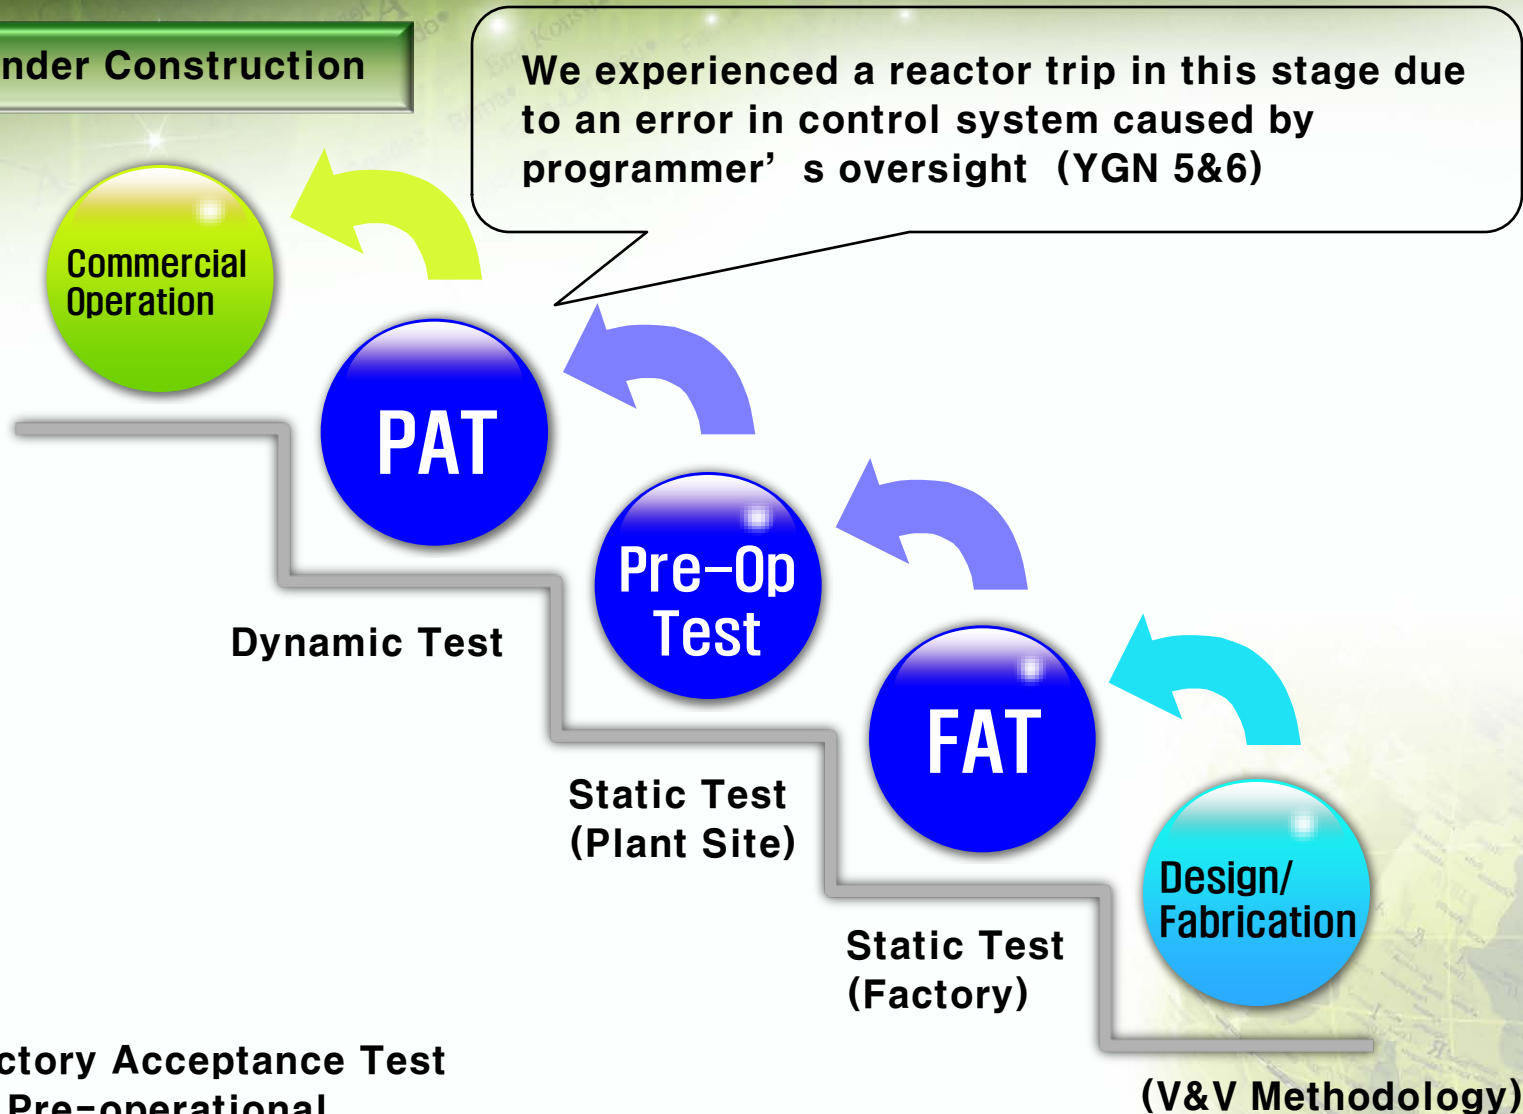 nder Construction
We experienced a reactor trip in this stage due
to an error in control system caused by
programmer’ s oversight (YGN 5&6)
Commercial
Operation
PAT
Pre-Op
Test
Dynamic Test
FAT
Static Test
(Plant Site)
Design/
Fabrication
Static Test
(Factory)
ctory Acceptance Test
Pre-operational
(V&V Methodology)